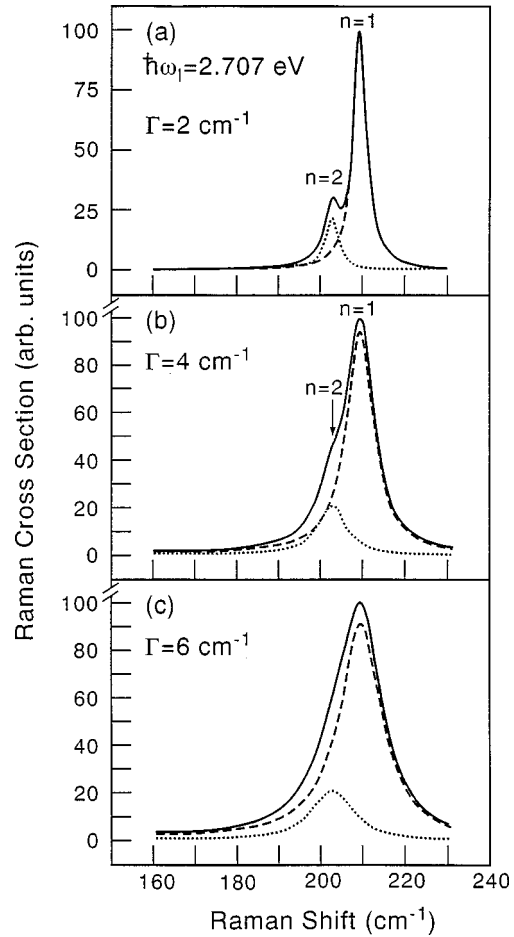 Raman Cross Section (arb. units)
(a)
n=1
ℏω_l=2.707 eV
Γ=2 cm⁻¹
n=2
100
75
50
25
0
(b)
n=1
Γ=4 cm⁻¹
n=2
100
80
60
40
20
0
(c)
Γ=6 cm⁻¹
100
80
60
40
20
0
160
180
200
220
240
Raman Shift (cm⁻¹)